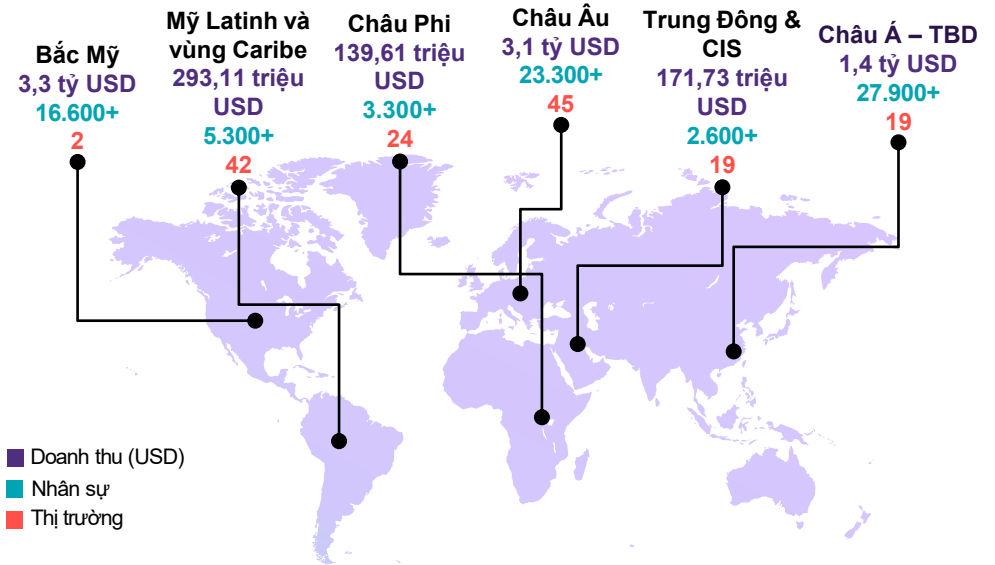 Bắc Mỹ
3,3 tỷ USD
16.600+
2
Mỹ Latinh và
vùng Caribe
293,11 triệu
USD
5.300+
42
Châu Phi
139,61 triệu
USD
3.300+
24
Châu Âu
3,1 tỷ USD
23.300+
45
Trung Đông &
CIS
171,73 triệu
USD
2.600+
19
Châu Á – TBD
1,4 tỷ USD
27.900+
19
Doanh thu (USD)
Nhân sự
Thị trường